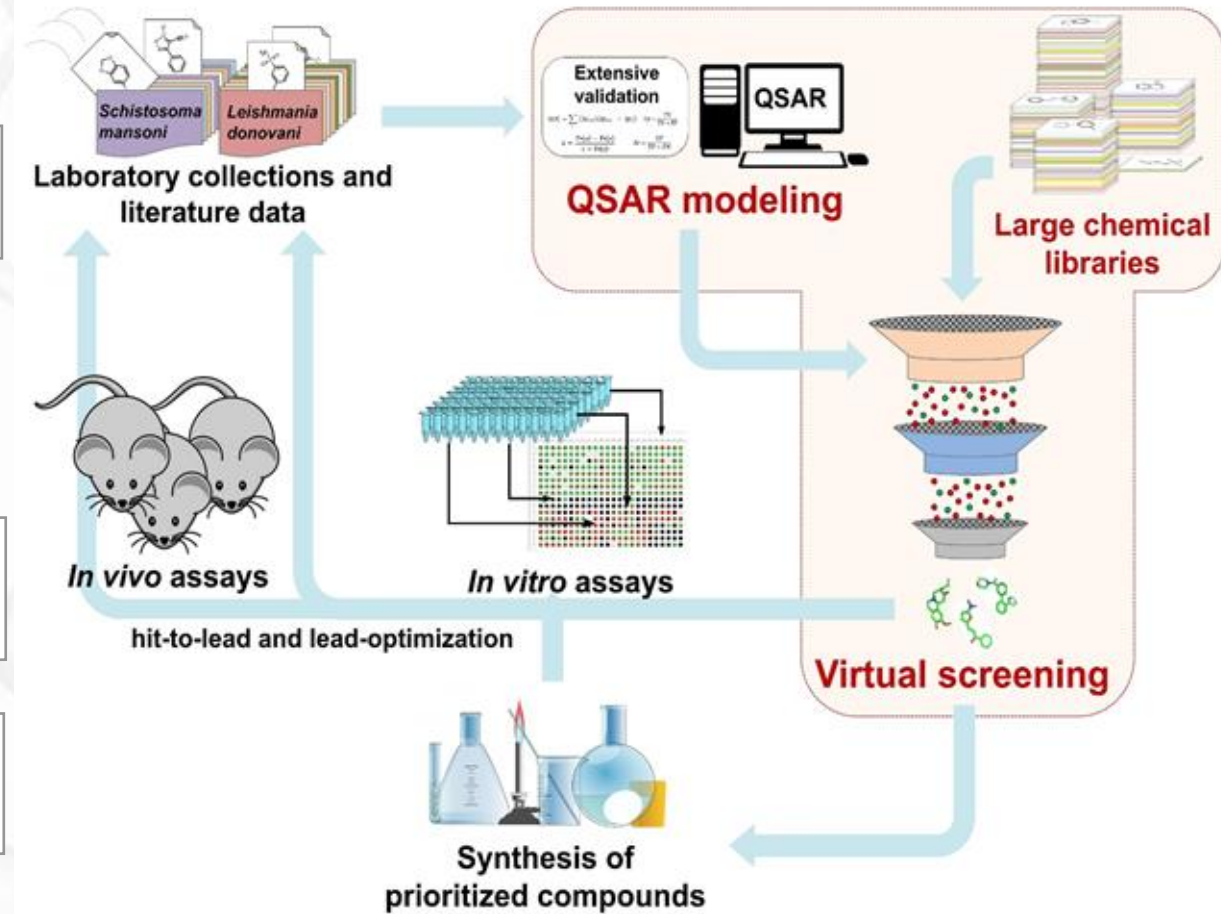 Schistosoma
mansoni
Leishmania
donovani
Laboratory collections and
literature data
Extensive
validation
QSAR
QSAR modeling
Large chemical
libraries
In vivo assays
In vitro assays
hit-to-lead and lead-optimization
Virtual screening
Synthesis of
prioritized compounds